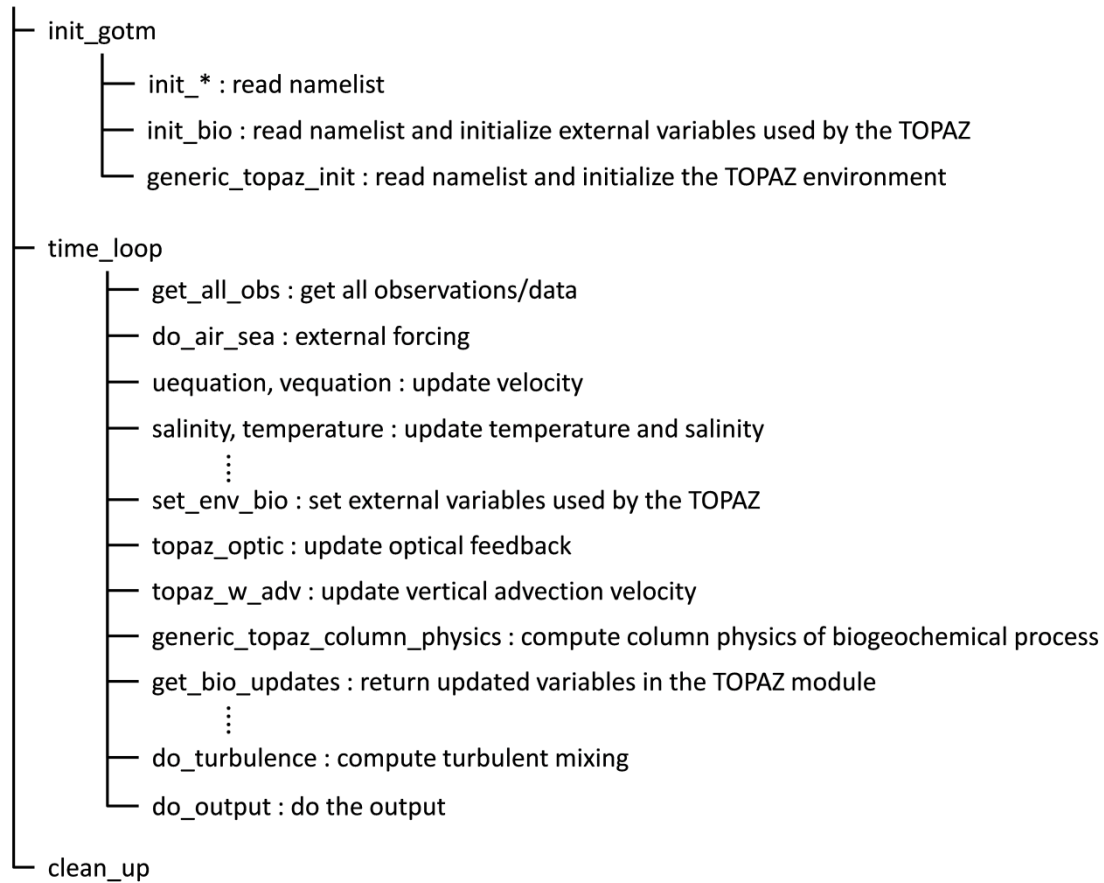 init_gotm
init_* : read namelist
init_bio : read namelist and initialize external variables used by the TOPAZ
generic_topaz_init : read namelist and initialize the TOPAZ environment
time_loop
get_all_obs : get all observations/data
do_air_sea : external forcing
uequation, vequation : update velocity
salinity, temperature : update temperature and salinity
set_env_bio : set external variables used by the TOPAZ
topaz_optic : update optical feedback
topaz_w_adv : update vertical advection velocity
generic_topaz_column_physics : compute column physics of biogeochemical process
get_bio_updates : return updated variables in the TOPAZ module
do_turbulence : compute turbulent mixing
do_output : do the output
clean_up